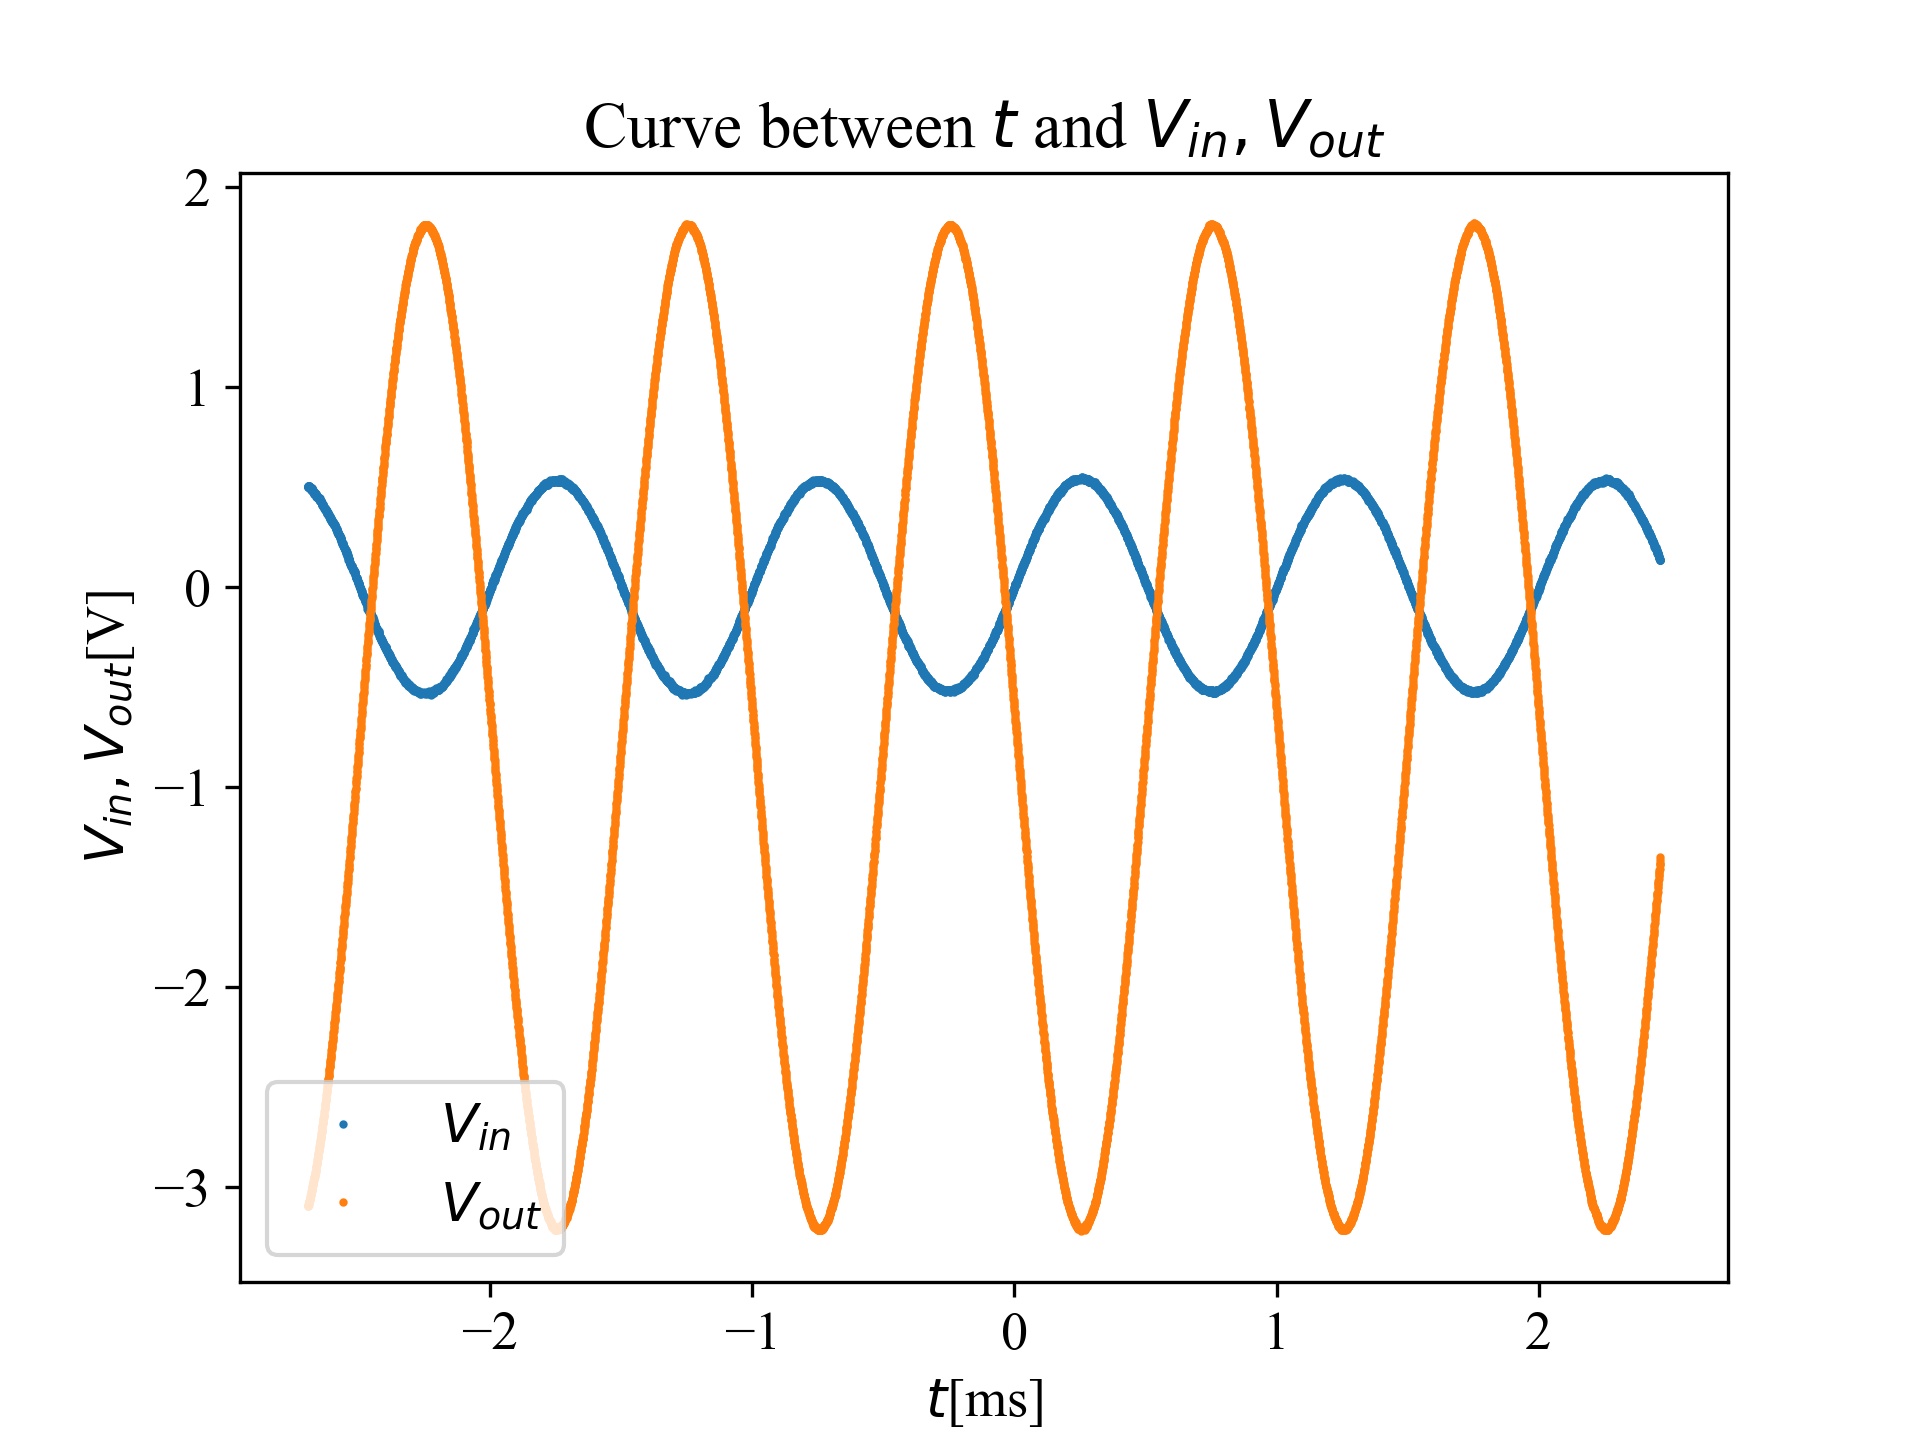 Curve between t and V_in, V_out
2
1
0
−1
−2
−3
V_in, V_out[V]
V_in
V_out
−2 −1 0 1 2
t[ms]